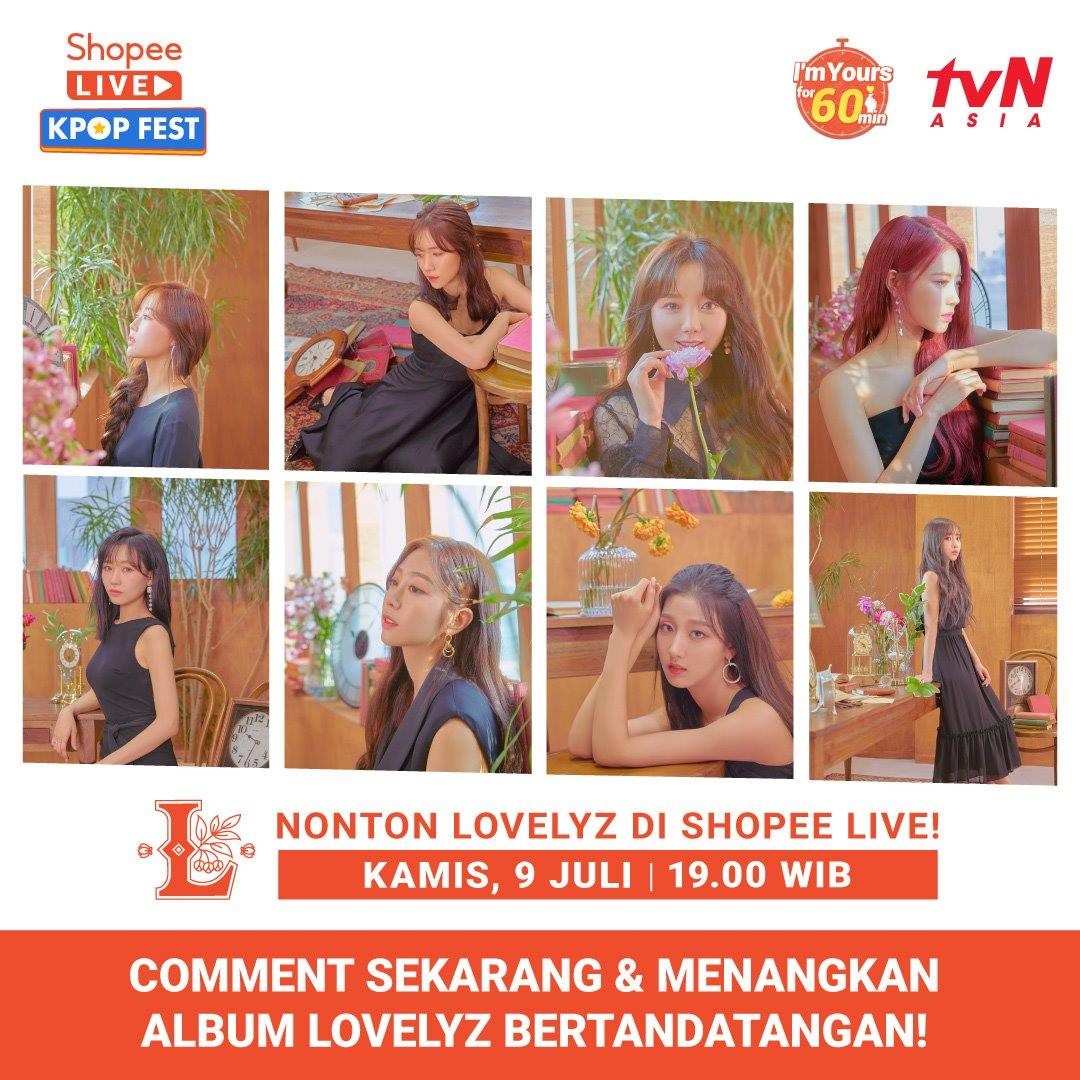 Shopee
LIVE
KPOP FEST
I'm Yours
for 60 min
tvN
ASIA
L
NONTON LOVELYZ DI SHOPEE LIVE!
KAMIS, 9 JULI | 19.00 WIB
COMMENT SEKARANG & MENANGKAN
ALBUM LOVELYZ BERTANDATANGAN!